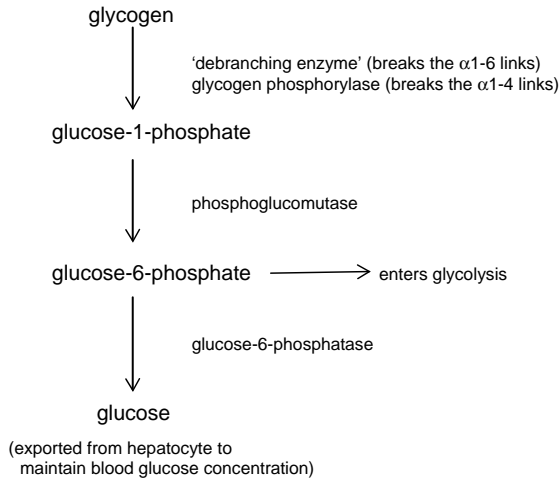 glycogen
‘debranching enzyme’ (breaks the α1-6 links)
glycogen phosphorylase (breaks the α1-4 links)
glucose-1-phosphate
phosphoglucomutase
glucose-6-phosphate
enters glycolysis
glucose-6-phosphatase
glucose
(exported from hepatocyte to
maintain blood glucose concentration)